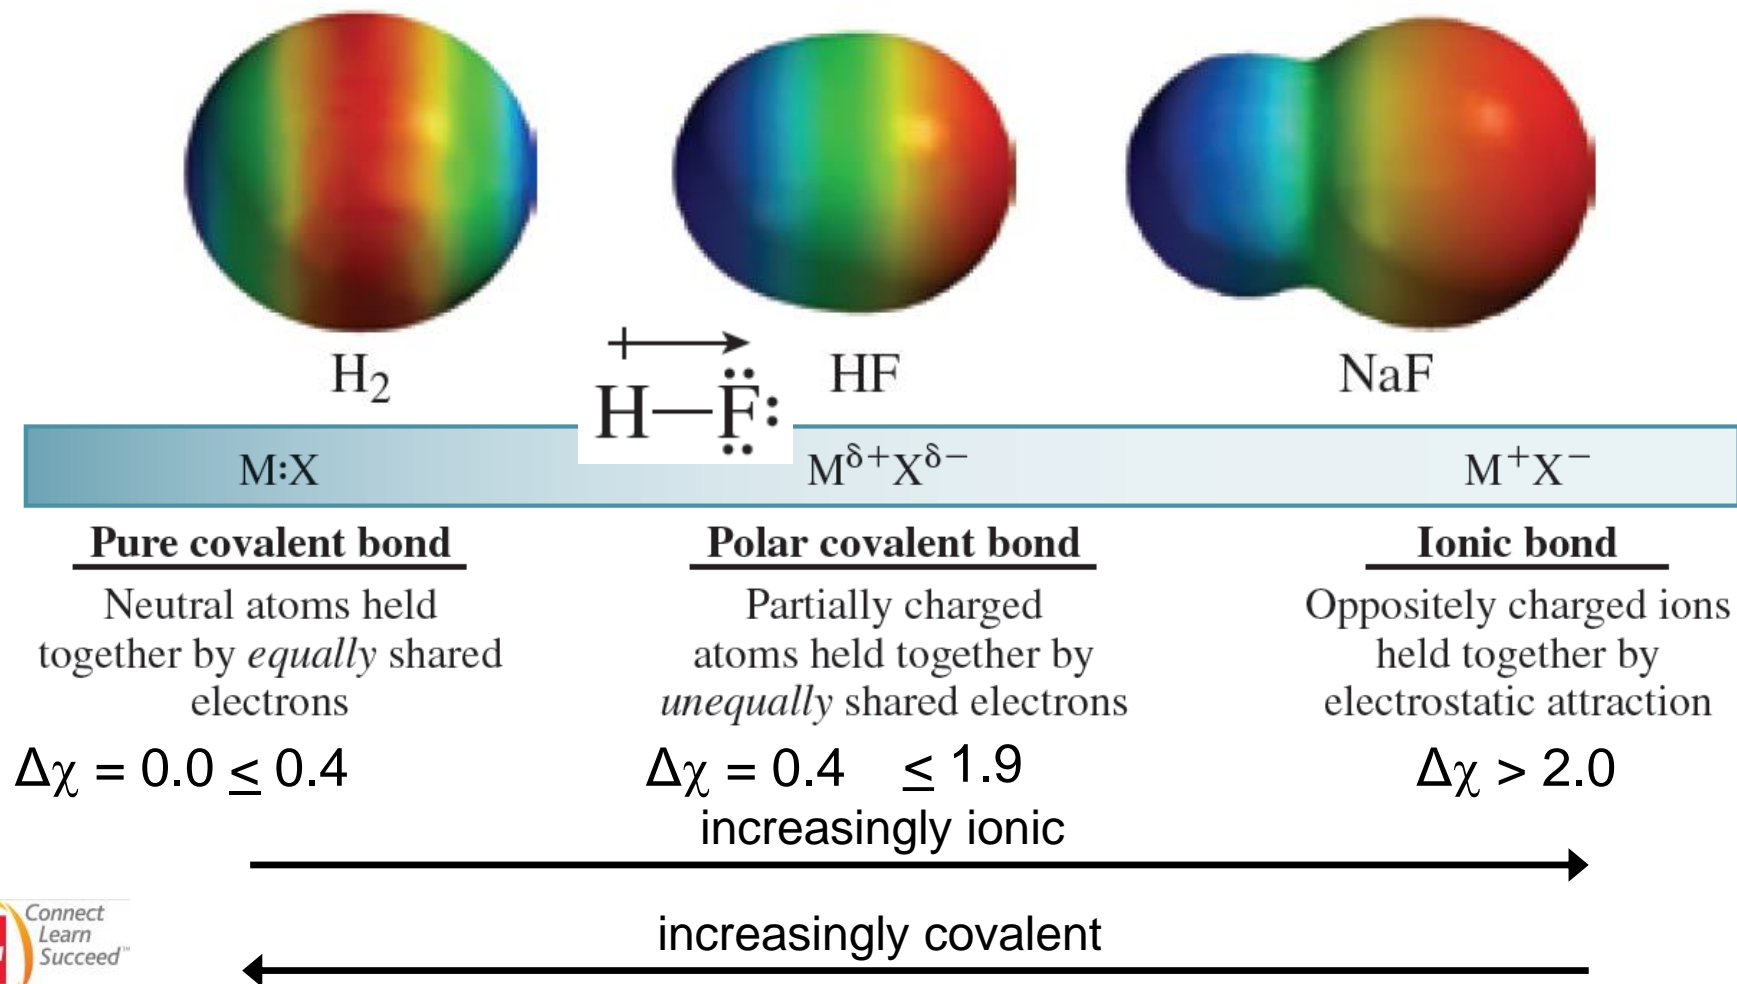 H₂
HF
NaF
H—F̈:
M:X
Mᵟ⁺Xᵟ⁻
M⁺X⁻
Pure covalent bond
Neutral atoms held
together by equally shared
electrons
Δχ = 0.0 ≤ 0.4
Polar covalent bond
Partially charged
atoms held together by
unequally shared electrons
Δχ = 0.4 ≤ 1.9
Ionic bond
Oppositely charged ions
held together by
electrostatic attraction
Δχ > 2.0
increasingly ionic
increasingly covalent
Connect
Learn
Succeed™